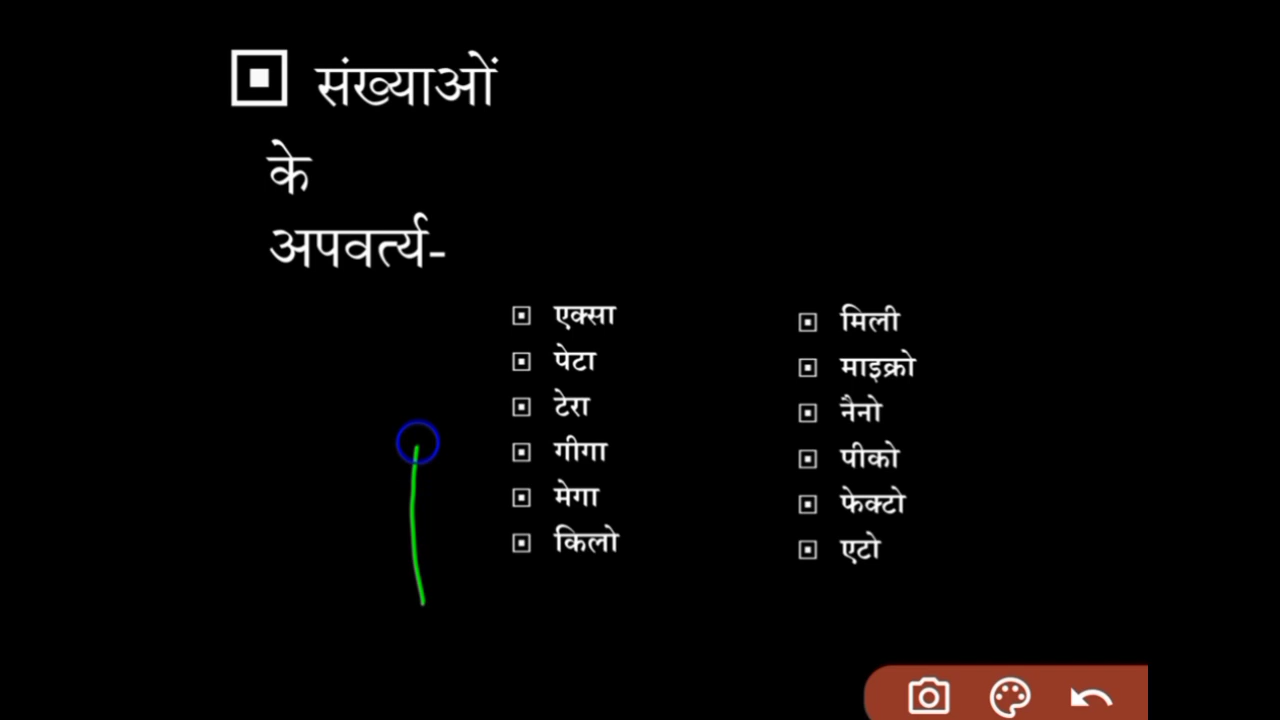 संख्याओं
के
अपवर्त्य-
एक्सा
पेटा
टेरा
गीगा
मेगा
किलो
मिली
माइक्रो
नैनो
पीको
फेक्टो
एटो